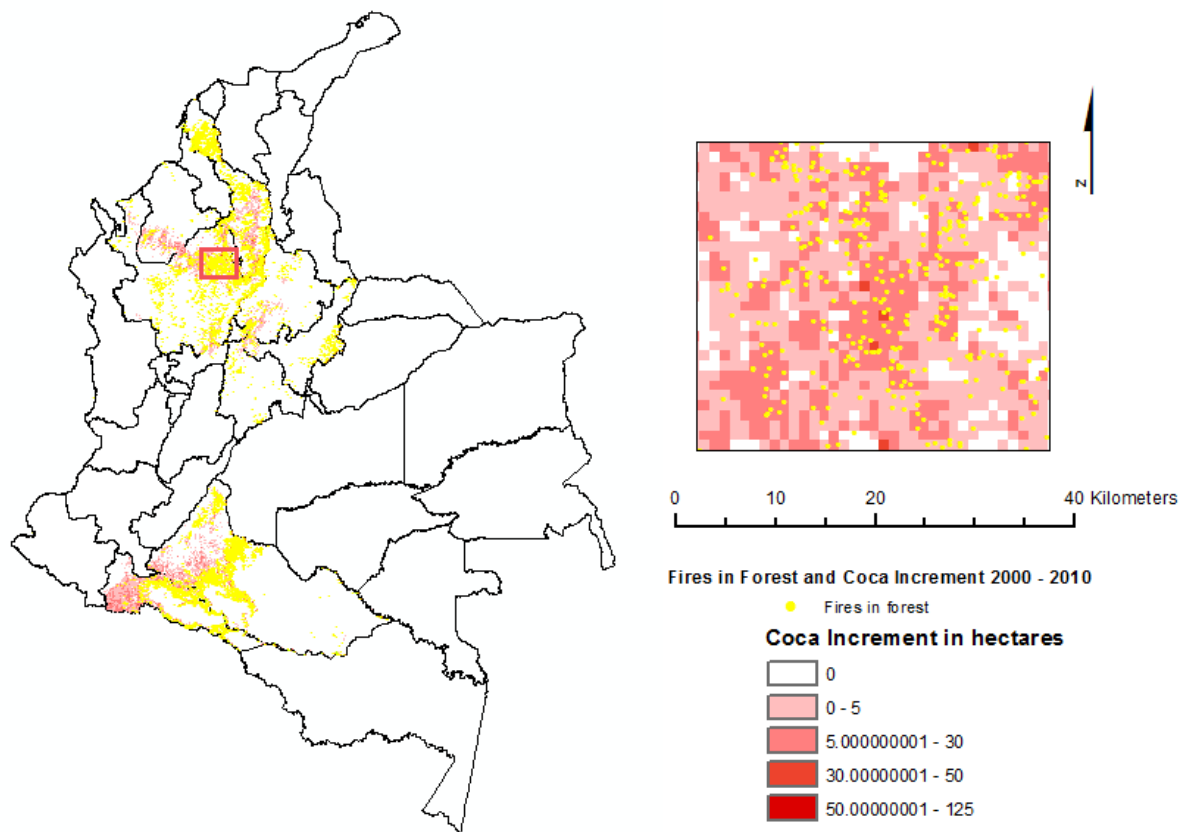 z
0 10 20 40 Kilometers
Fires in Forest and Coca Increment 2000 - 2010
Fires in forest
Coca Increment in hectares
0
0 - 5
5.000000001 - 30
30.00000001 - 50
50.00000001 - 125